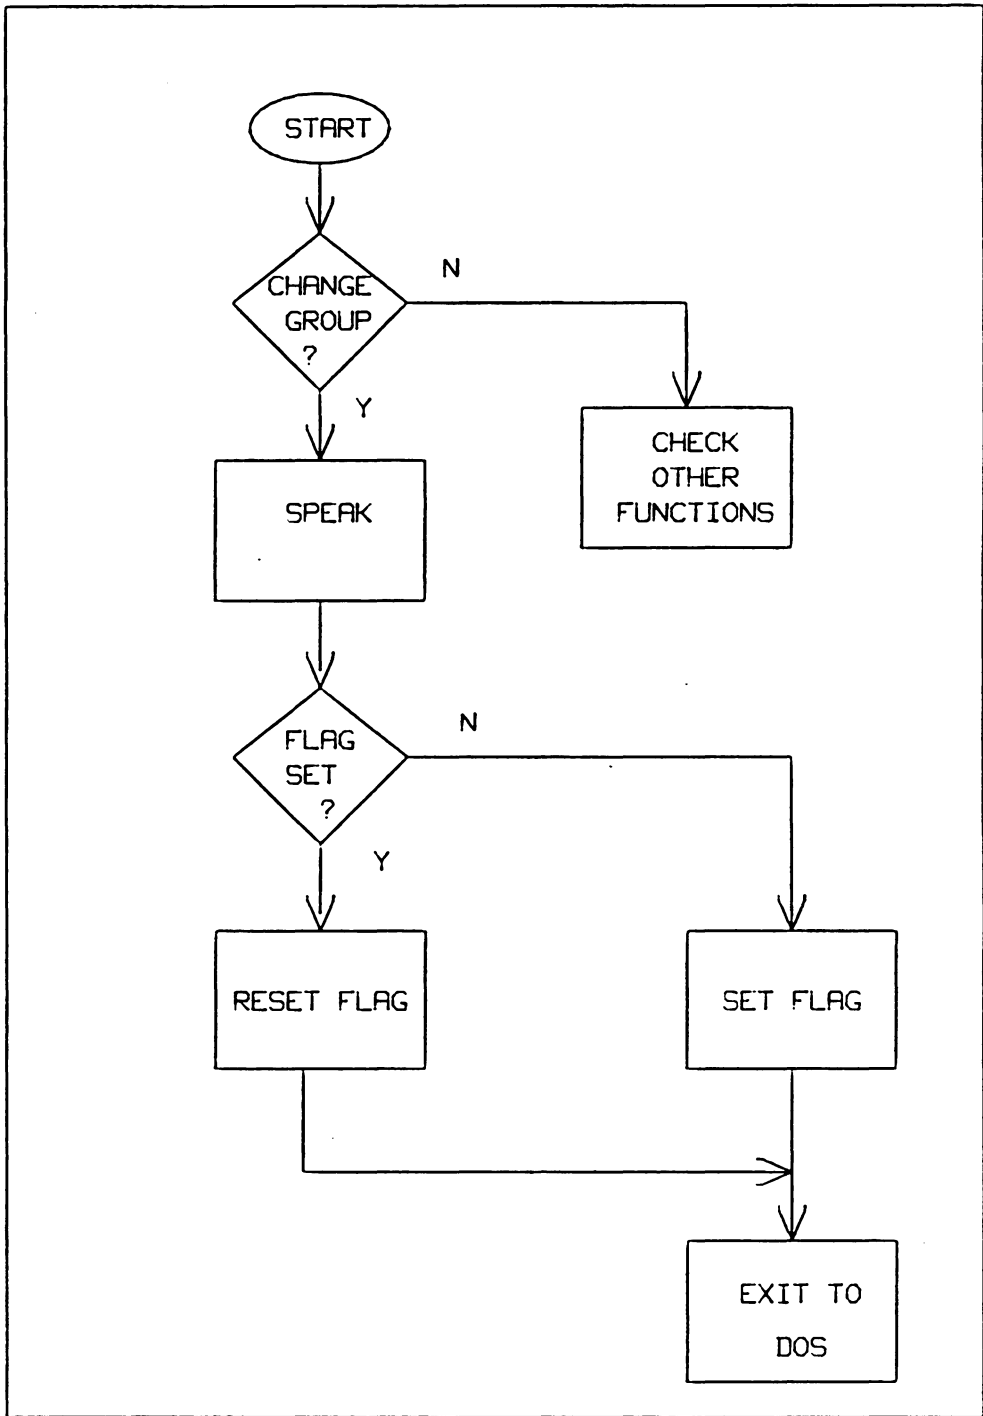 START
CHANGE
GROUP
?
N
Y
CHECK
OTHER
FUNCTIONS
SPEAK
FLAG
SET
?
N
Y
RESET FLAG
SET FLAG
EXIT TO
DOS